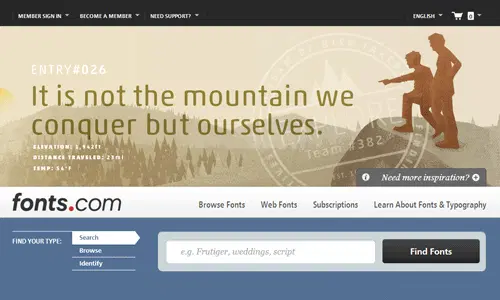 MEMBER SIGN IN BECOME A MEMBER NEED SUPPORT? ENGLISH 0
ENTRY#026
It is not the mountain we
conquer but ourselves.
ELEVATION: 2,942ft
DISTANCE TRAVELED: 23mi
TEMP: 56°F
Team #382
Need more inspiration?
fonts.com Browse Fonts Web Fonts Subscriptions Learn About Fonts & Typography
FIND YOUR TYPE: Search
Browse
Identify
e.g. Frutiger, weddings, script Find Fonts